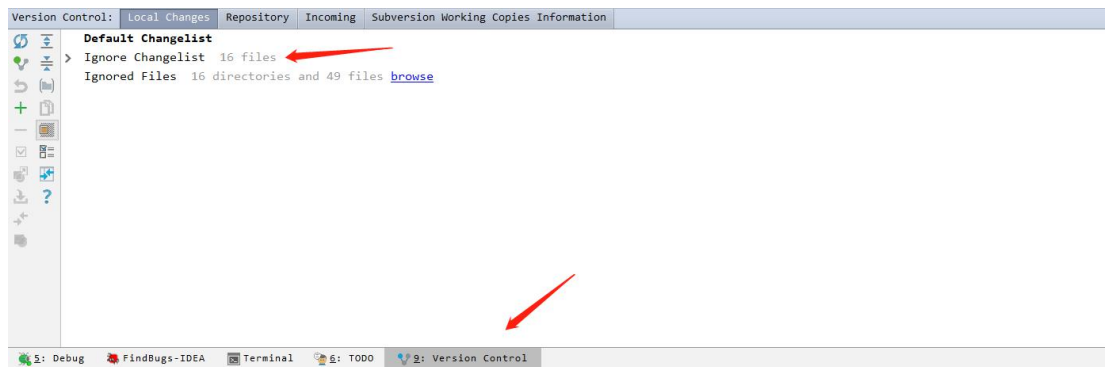 Version Control: Local Changes Repository Incoming Subversion Working Copies Information
Default Changelist
Ignore Changelist 16 files
Ignored Files 16 directories and 49 files browse
5: Debug FindBugs-IDEA Terminal 6: TODO 9: Version Control